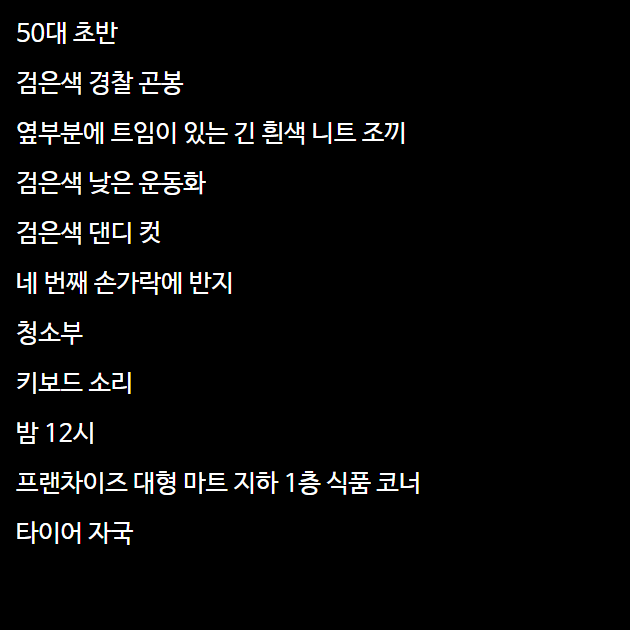 50대 초반
검은색 경찰 곤봉
옆부분에 트임이 있는 긴 흰색 니트 조끼
검은색 낮은 운동화
검은색 댄디 컷
네 번째 손가락에 반지
청소부
키보드 소리
밤 12시
프랜차이즈 대형 마트 지하 1층 식품 코너
타이어 자국